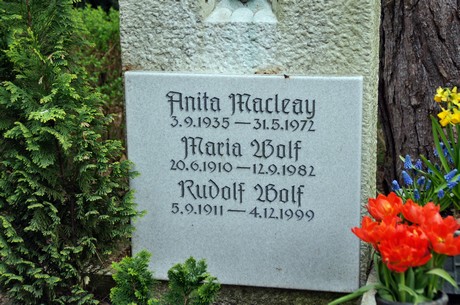 Anita Macleay
3.9.1935 — 31.5.1972
Maria Wolf
20.6.1910 — 12.9.1982
Rudolf Wolf
5.9.1911 — 4.12.1999